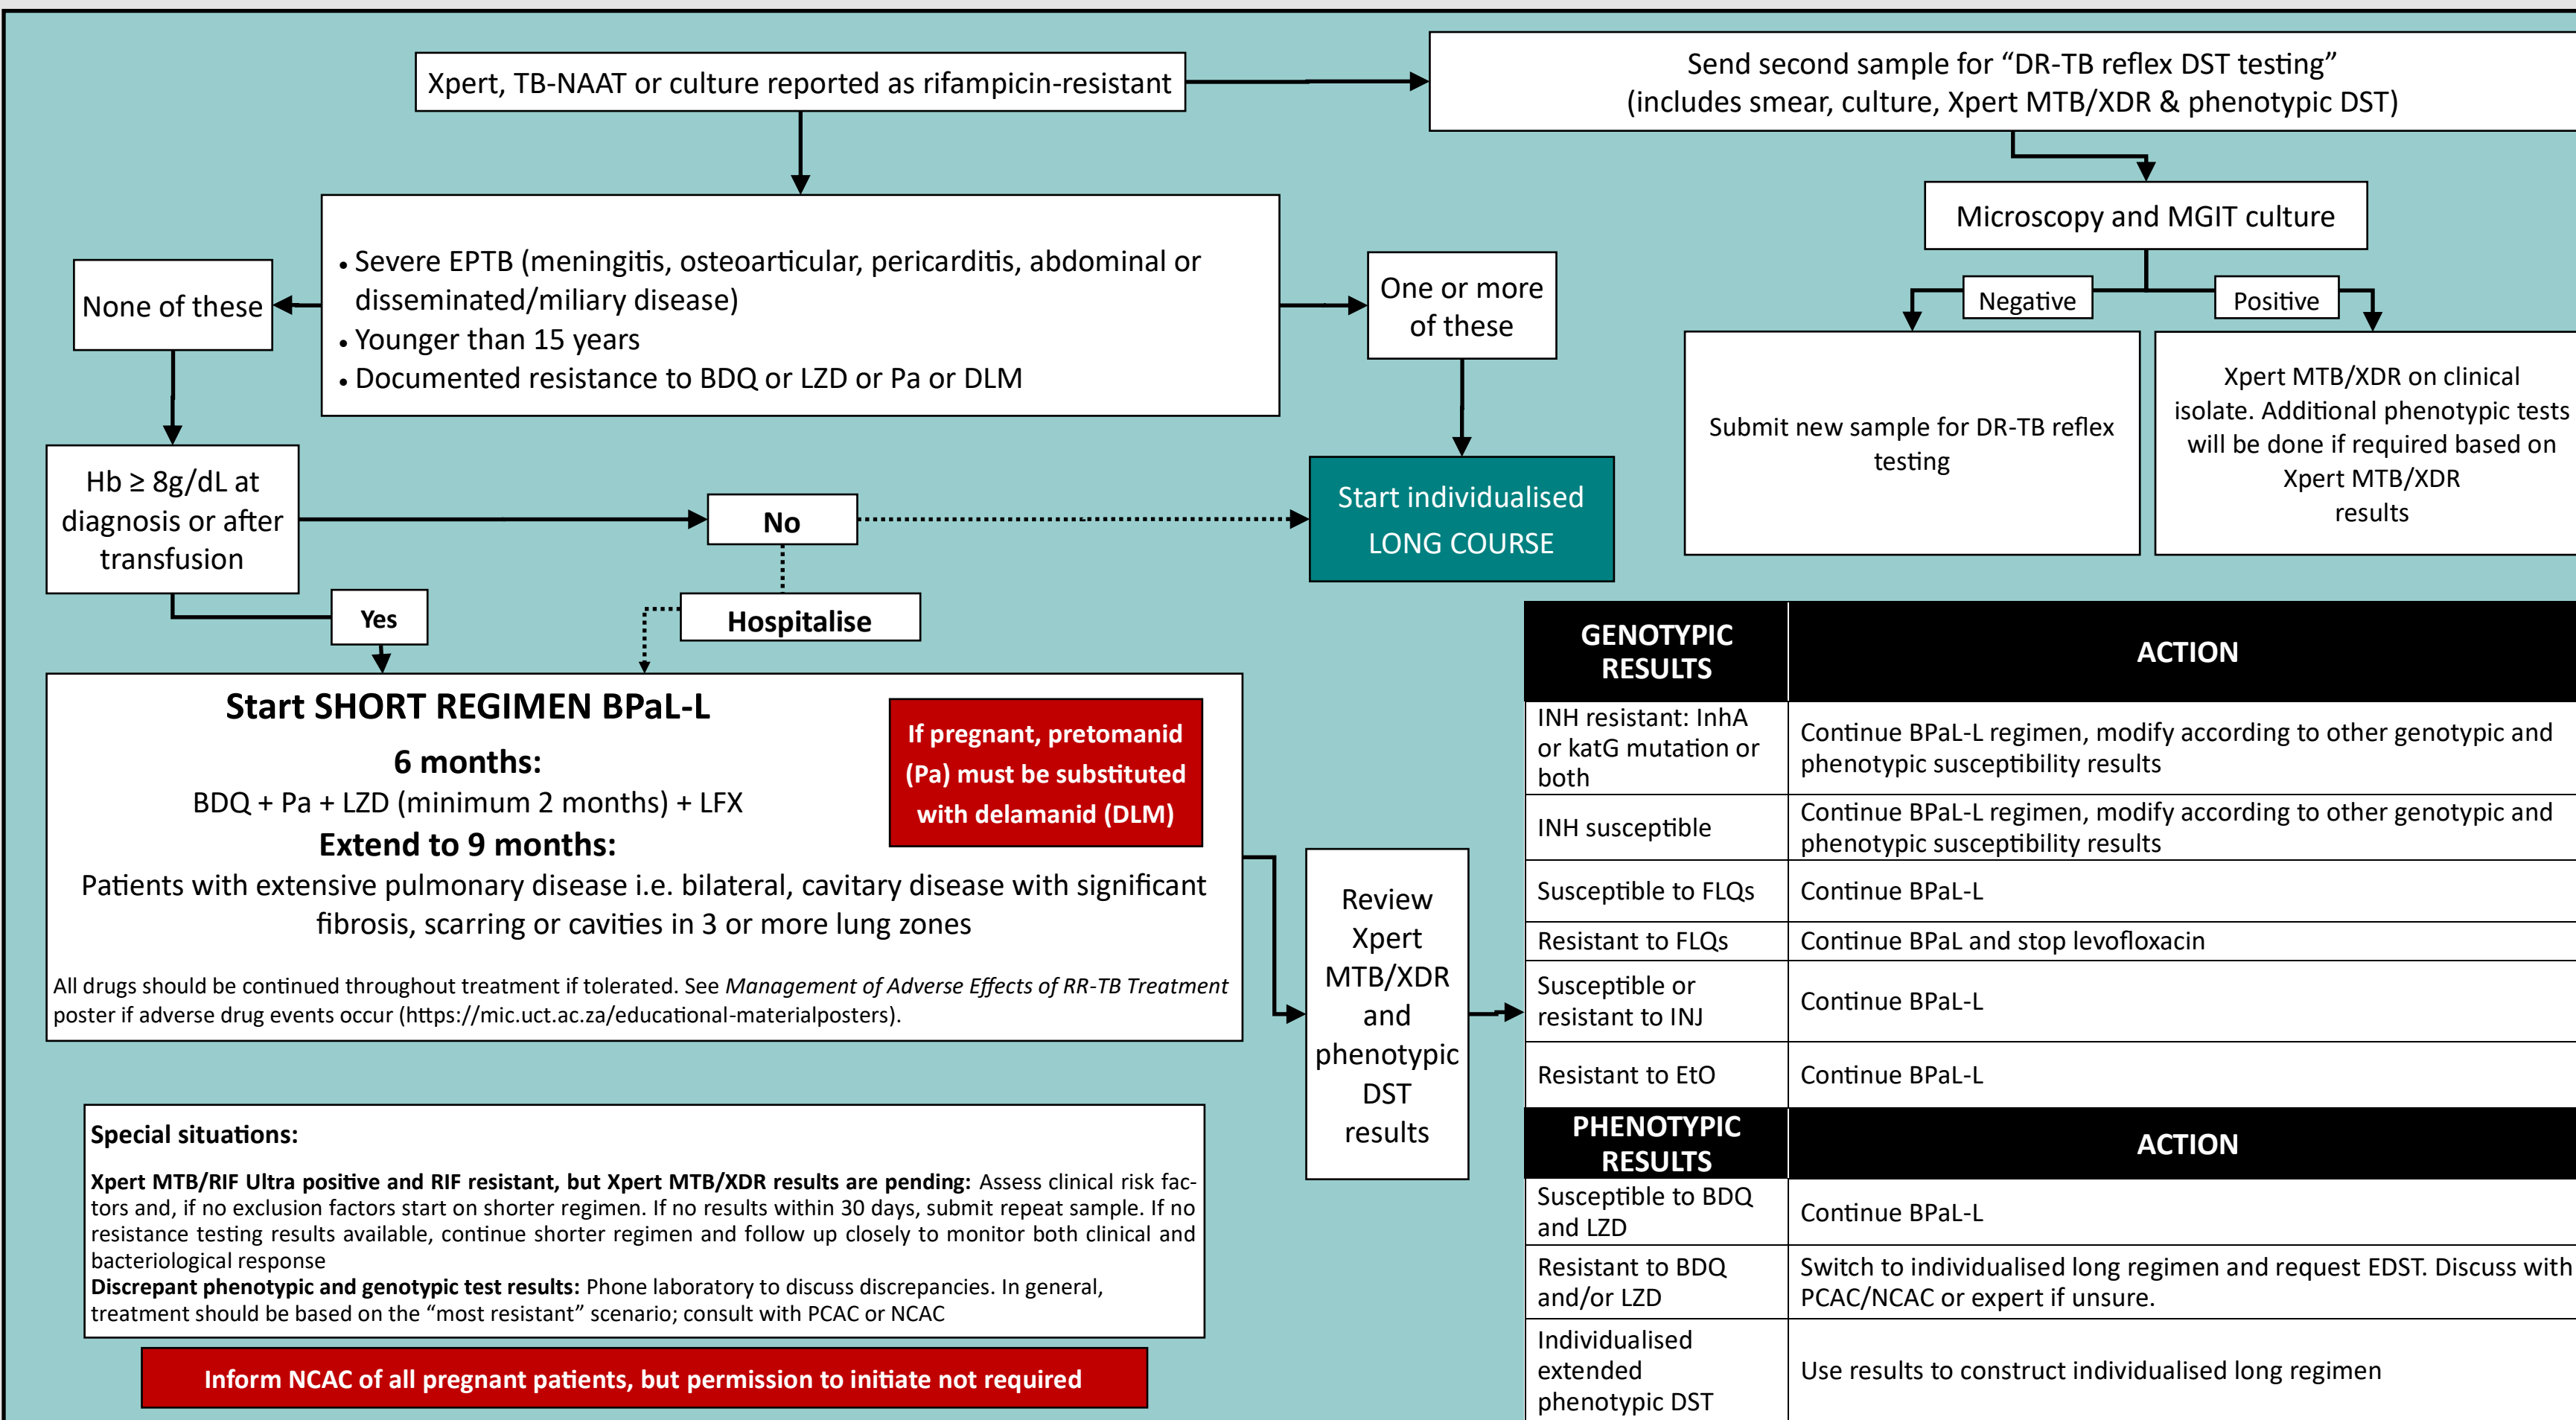 Xpert, TB-NAAT or culture reported as rifampicin-resistant
Send second sample for “DR-TB reflex DST testing”
(includes smear, culture, Xpert MTB/XDR & phenotypic DST)
• Severe EPTB (meningitis, osteoarticular, pericarditis, abdominal or
disseminated/miliary disease)
• Younger than 15 years
• Documented resistance to BDQ or LZD or Pa or DLM
None of these
One or more
of these
Microscopy and MGIT culture
Negative
Positive
Submit new sample for DR-TB reflex
testing
Xpert MTB/XDR on clinical
isolate. Additional phenotypic tests
will be done if required based on
Xpert MTB/XDR
results
Hb ≥ 8g/dL at
diagnosis or after
transfusion
No
Start individualised
LONG COURSE
Yes
Hospitalise
Start SHORT REGIMEN BPaL-L
6 months:
BDQ + Pa + LZD (minimum 2 months) + LFX
Extend to 9 months:
Patients with extensive pulmonary disease i.e. bilateral, cavitary disease with significant
fibrosis, scarring or cavities in 3 or more lung zones
If pregnant, pretomanid
(Pa) must be substituted
with delamanid (DLM)
All drugs should be continued throughout treatment if tolerated. See Management of Adverse Effects of RR-TB Treatment
poster if adverse drug events occur (https://mic.uct.ac.za/educational-materialposters).
Review
Xpert
MTB/XDR
and
phenotypic
DST
results
GENOTYPIC
RESULTS
ACTION
INH resistant: InhA
or katG mutation or
both
Continue BPaL-L regimen, modify according to other genotypic and
phenotypic susceptibility results
INH susceptible
Continue BPaL-L regimen, modify according to other genotypic and
phenotypic susceptibility results
Susceptible to FLQs
Continue BPaL-L
Resistant to FLQs
Continue BPaL and stop levofloxacin
Susceptible or
resistant to INJ
Continue BPaL-L
Resistant to EtO
Continue BPaL-L
PHENOTYPIC
RESULTS
ACTION
Susceptible to BDQ
and LZD
Continue BPaL-L
Resistant to BDQ
and/or LZD
Switch to individualised long regimen and request EDST. Discuss with
PCAC/NCAC or expert if unsure.
Individualised
extended
phenotypic DST
Use results to construct individualised long regimen
Special situations:
Xpert MTB/RIF Ultra positive and RIF resistant, but Xpert MTB/XDR results are pending: Assess clinical risk fac-
tors and, if no exclusion factors start on shorter regimen. If no results within 30 days, submit repeat sample. If no
resistance testing results available, continue shorter regimen and follow up closely to monitor both clinical and
bacteriological response
Discrepant phenotypic and genotypic test results: Phone laboratory to discuss discrepancies. In general,
treatment should be based on the “most resistant” scenario; consult with PCAC or NCAC
Inform NCAC of all pregnant patients, but permission to initiate not required